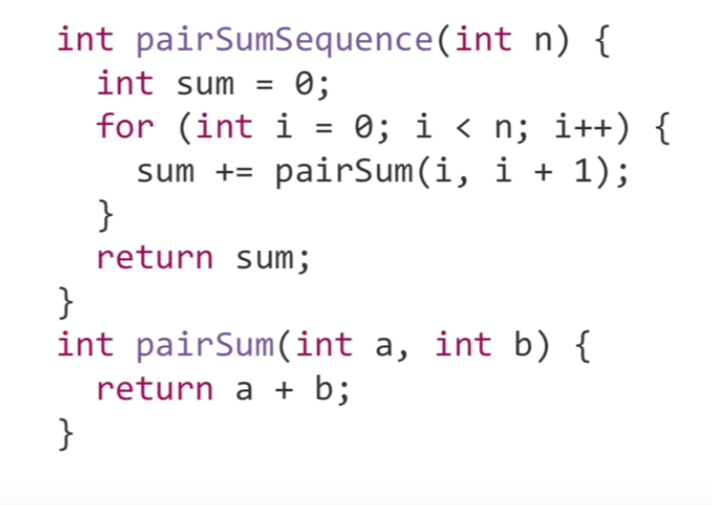 int pairSumSequence(int n) {
int sum = 0;
for (int i = 0; i < n; i++) {
sum += pairSum(i, i + 1);
}
return sum;
}
int pairSum(int a, int b) {
return a + b;
}